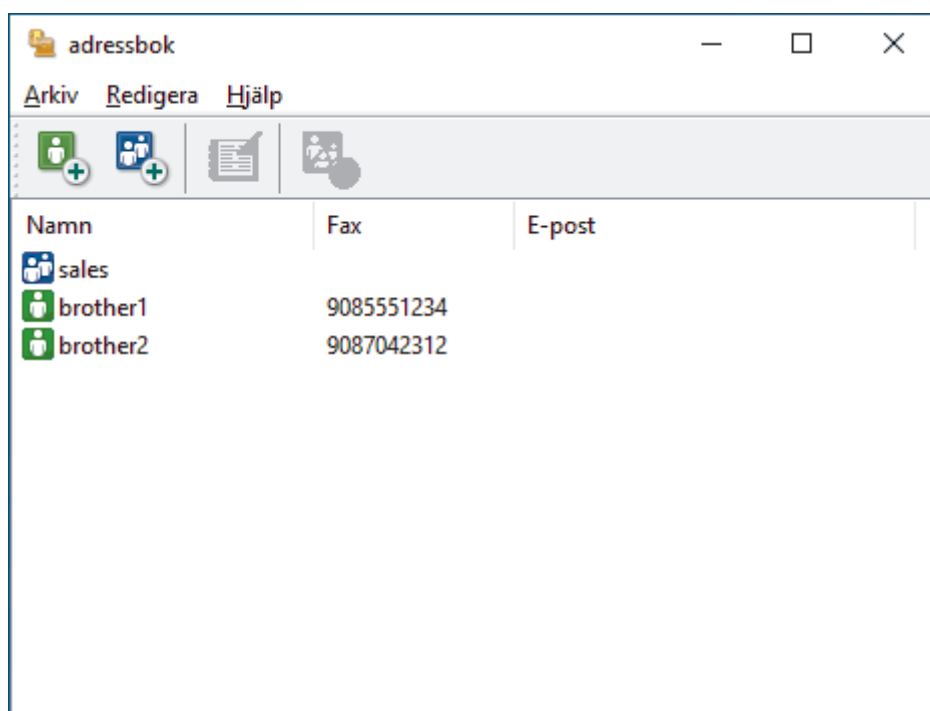 adressbok
Arkiv Redigera Hjälp
Namn Fax E-post
sales
brother1 9085551234
brother2 9087042312